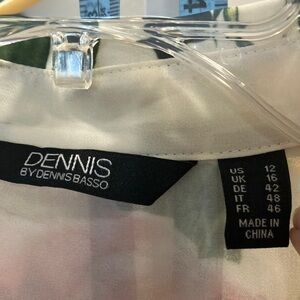 DENNIS
BY DENNIS BASSO
US 12
UK 16
DE 42
IT 48
FR 46
MADE IN
CHINA